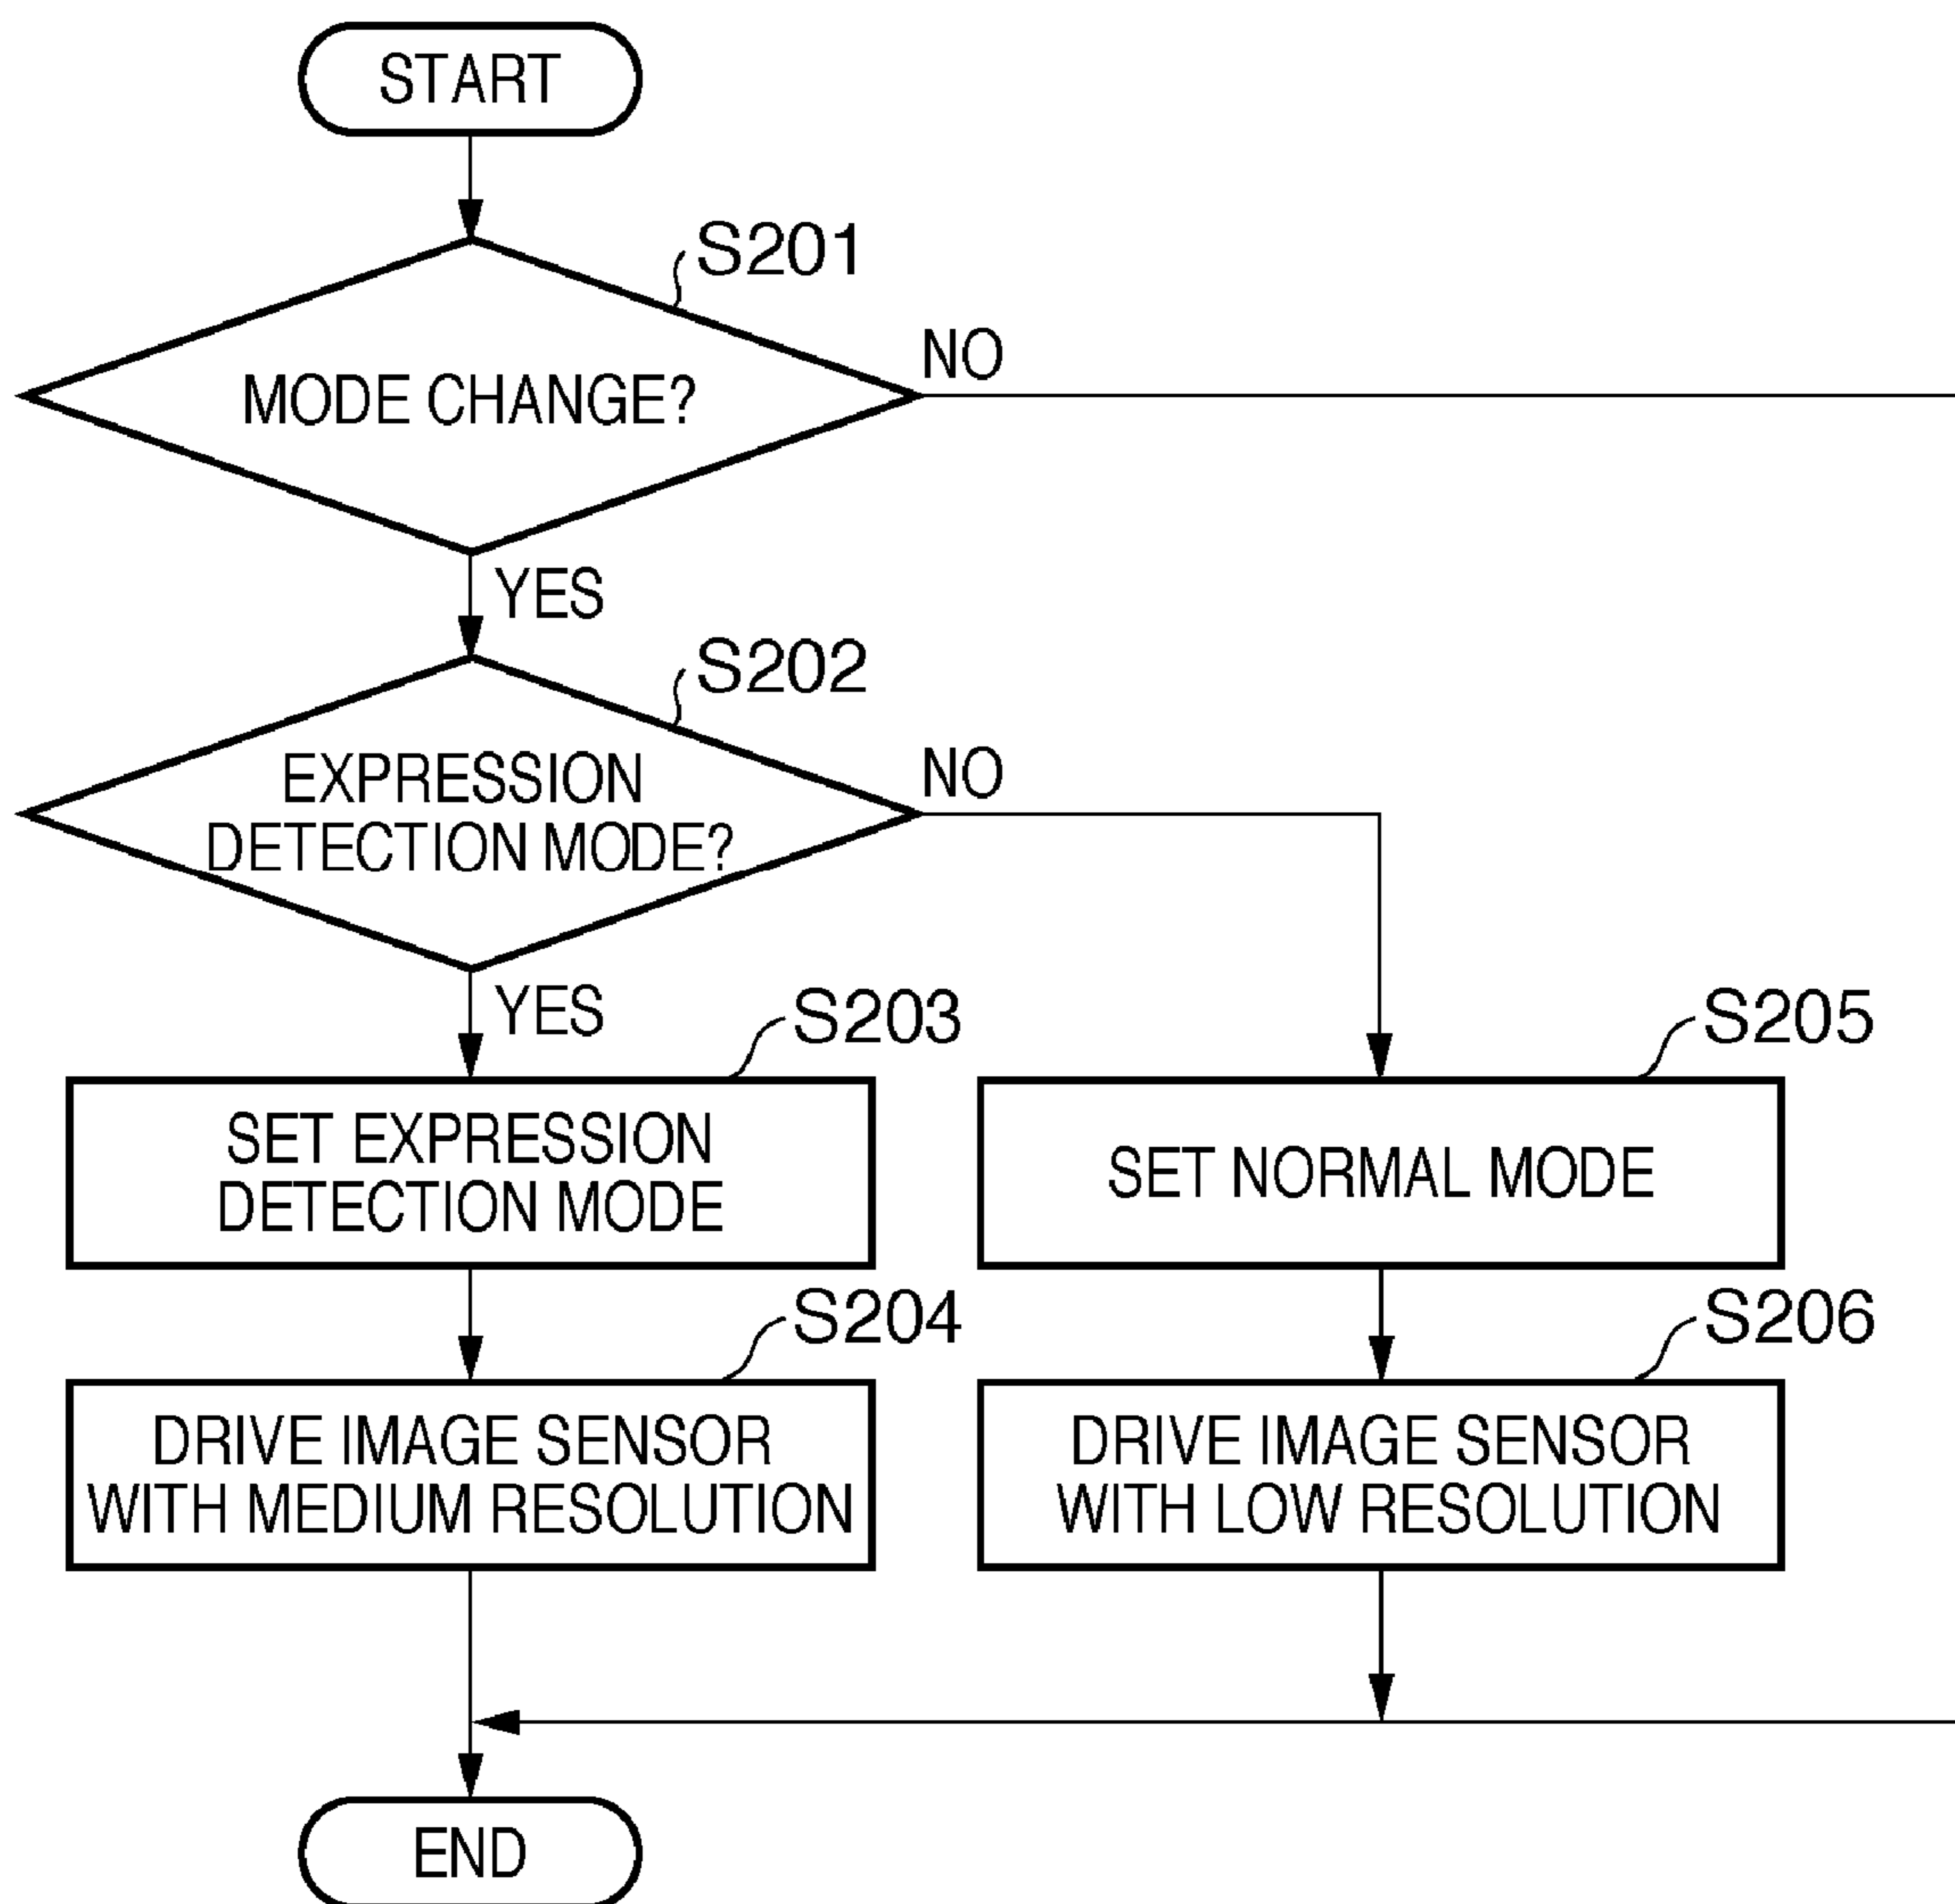 START
S201
MODE CHANGE?
NO
YES
S202
EXPRESSION
DETECTION MODE?
NO
YES
S203
SET EXPRESSION
DETECTION MODE
S205
SET NORMAL MODE
S204
DRIVE IMAGE SENSOR
WITH MEDIUM RESOLUTION
S206
DRIVE IMAGE SENSOR
WITH LOW RESOLUTION
END